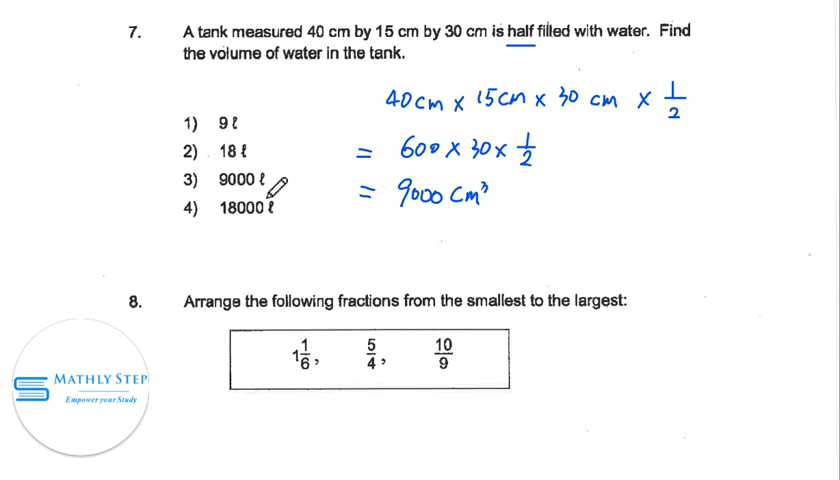 7. A tank measured 40 cm by 15 cm by 30 cm is half filled with water. Find
the volume of water in the tank.
40cm x 15cm x 30 cm x 1/2
1) 9 ℓ
2) 18 ℓ
= 600 x 30 x 1/2
3) 9000 ℓ
= 9000 cm³
4) 18000 ℓ
8. Arrange the following fractions from the smallest to the largest:
1 1/6, 5/4, 10/9
MATHLY STEP
Empower your Study